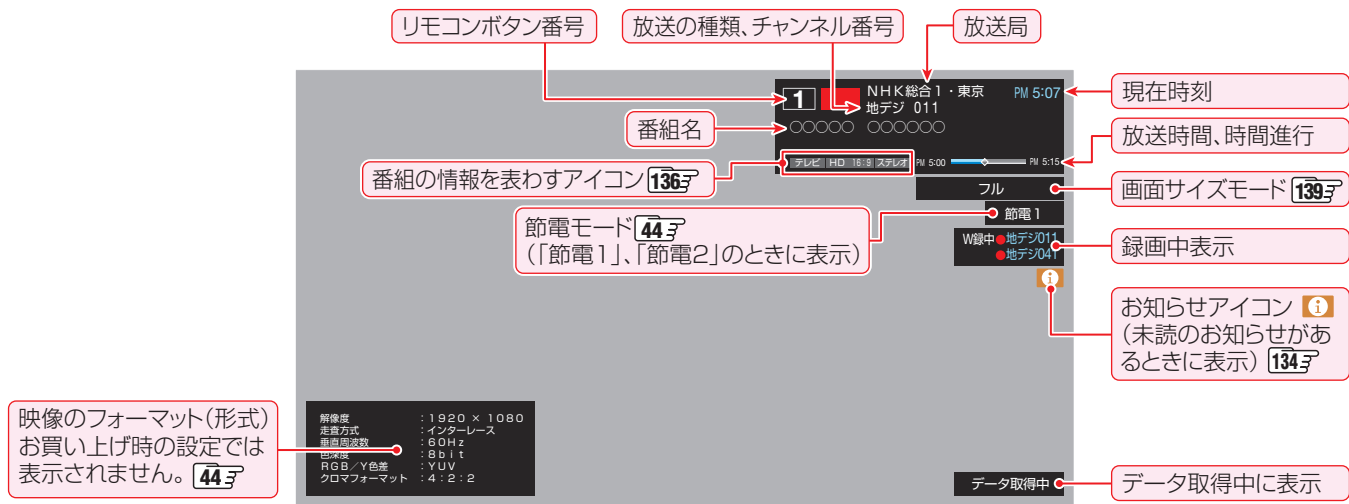 リモコンボタン番号
放送の種類、チャンネル番号
放送局
1
NHK総合1・東京
PM 5:07
地デジ 011
現在時刻
番組名
○○○○○ ○○○○○○
放送時間、時間進行
テレビ HD 16:9 ステレオ PM 5:00 PM 5:15
番組の情報を表わすアイコン 136
フル
画面サイズモード 139
節電モード 44
(「節電1」、「節電2」のときに表示)
節電1
W録中●地デジ011
●地デジ041
録画中表示
お知らせアイコン
(未読のお知らせがあ
るときに表示) 134
映像のフォーマット(形式)
お買い上げ時の設定では
表示されません。 44
解像度 :1920 × 1080
走査方式 :インターレース
垂直周波数 :60Hz
色深度 :8bit
RGB/Y色差 :YUV
クロマフォーマット :4:2:2
データ取得中
データ取得中に表示